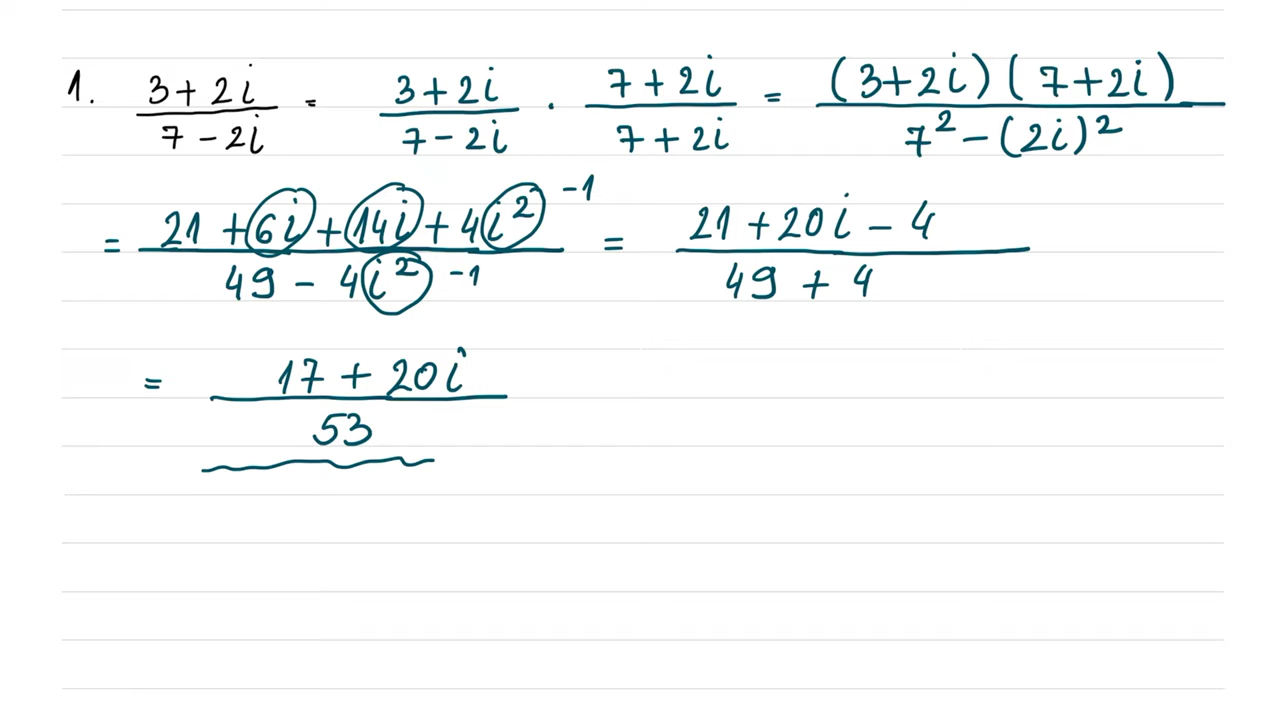 1. (3 + 2i)/(7 − 2i) = (3 + 2i)/(7 − 2i) · (7 + 2i)/(7 + 2i) = ((3+2i)(7+2i))/(7² − (2i)²)
= (21 + 6i + 14i + 4i² −1)/(49 − 4i² −1) = (21 + 20i − 4)/(49 + 4)
= (17 + 20i)/53